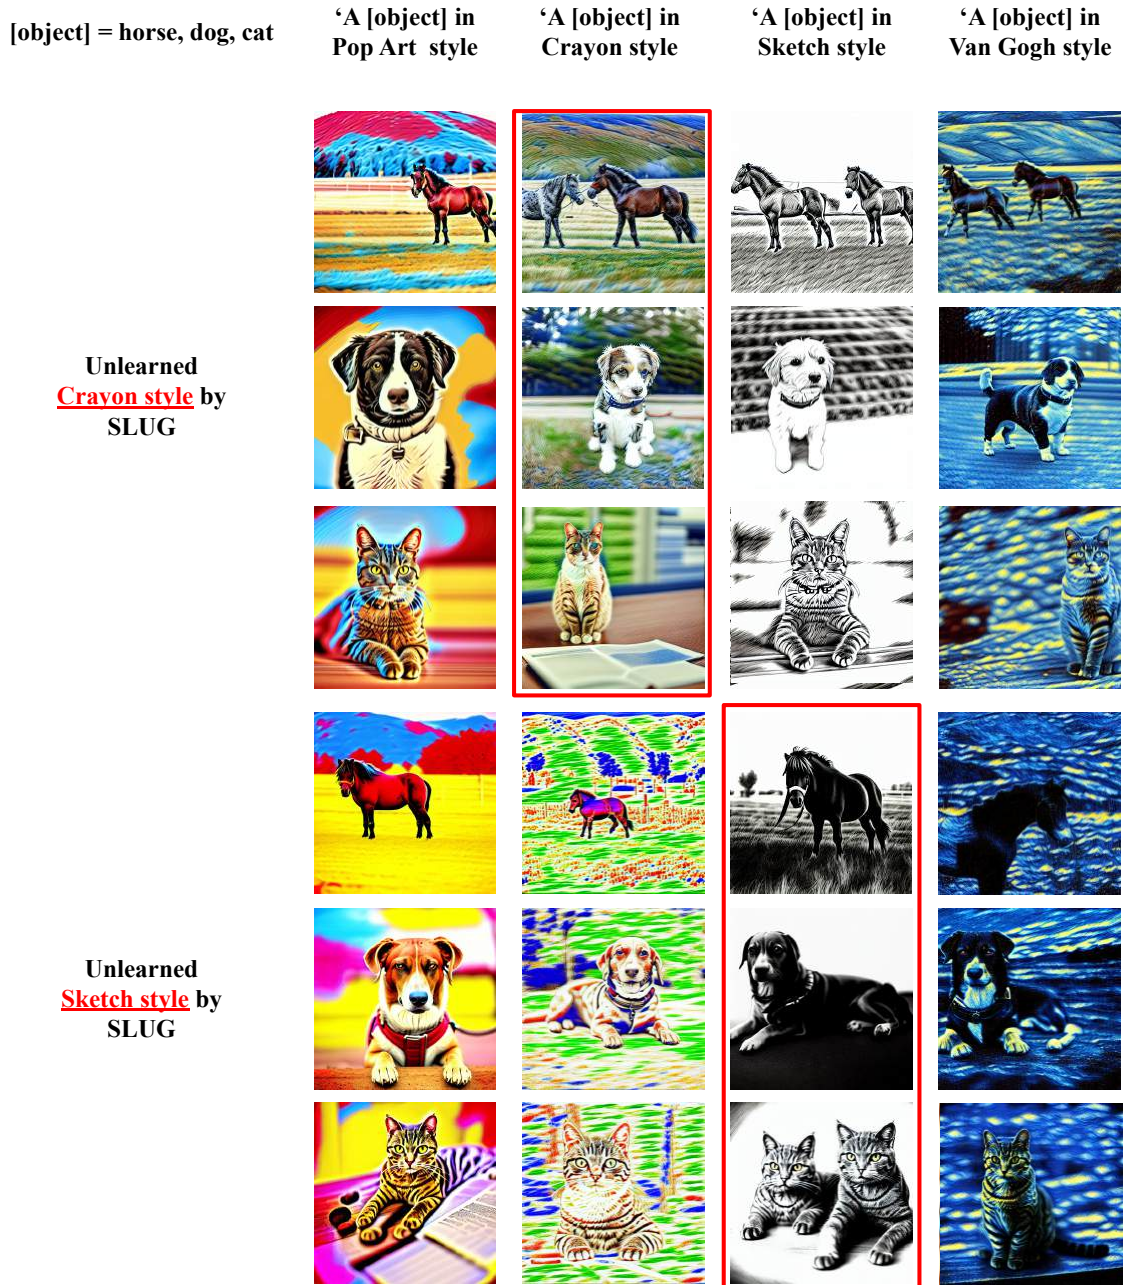 [object] = horse, dog, cat
‘A [object] in
Pop Art  style
‘A [object] in
Crayon style
‘A [object] in
Sketch style
‘A [object] in
Van Gogh style
Unlearned
Crayon style by
SLUG
Unlearned
Sketch style by
SLUG